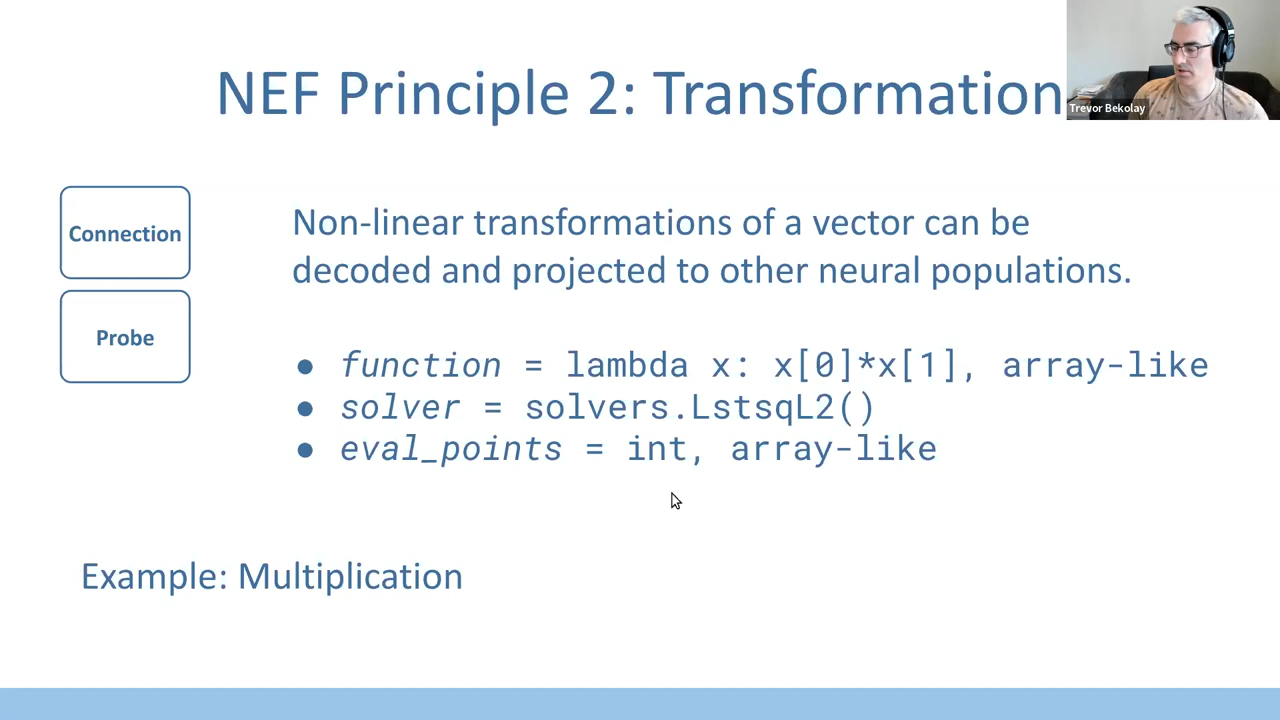 NEF Principle 2: Transformation
Trevor Bekolay
Connection
Probe
Non-linear transformations of a vector can be
decoded and projected to other neural populations.
● function = lambda x: x[0]*x[1], array-like
● solver = solvers.LstsqL2()
● eval_points = int, array-like
Example: Multiplication